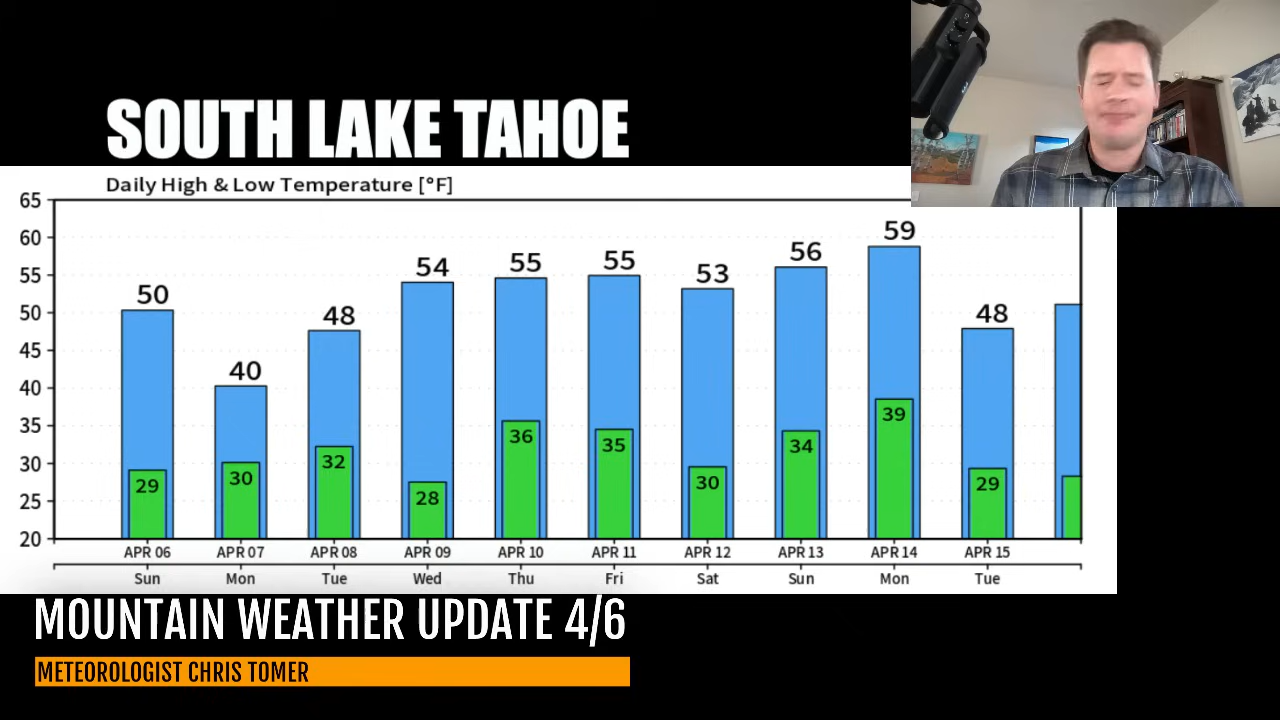 SOUTH LAKE TAHOE
Daily High & Low Temperature [°F]
65
60
55
50
45
40
35
30
25
20
50 40 48 54 55 55 53 56 59 48
29 30 32 28 36 35 30 34 39 29
APR 06 APR 07 APR 08 APR 09 APR 10 APR 11 APR 12 APR 13 APR 14 APR 15
Sun Mon Tue Wed Thu Fri Sat Sun Mon Tue
MOUNTAIN WEATHER UPDATE 4/6
METEOROLOGIST CHRIS TOMER